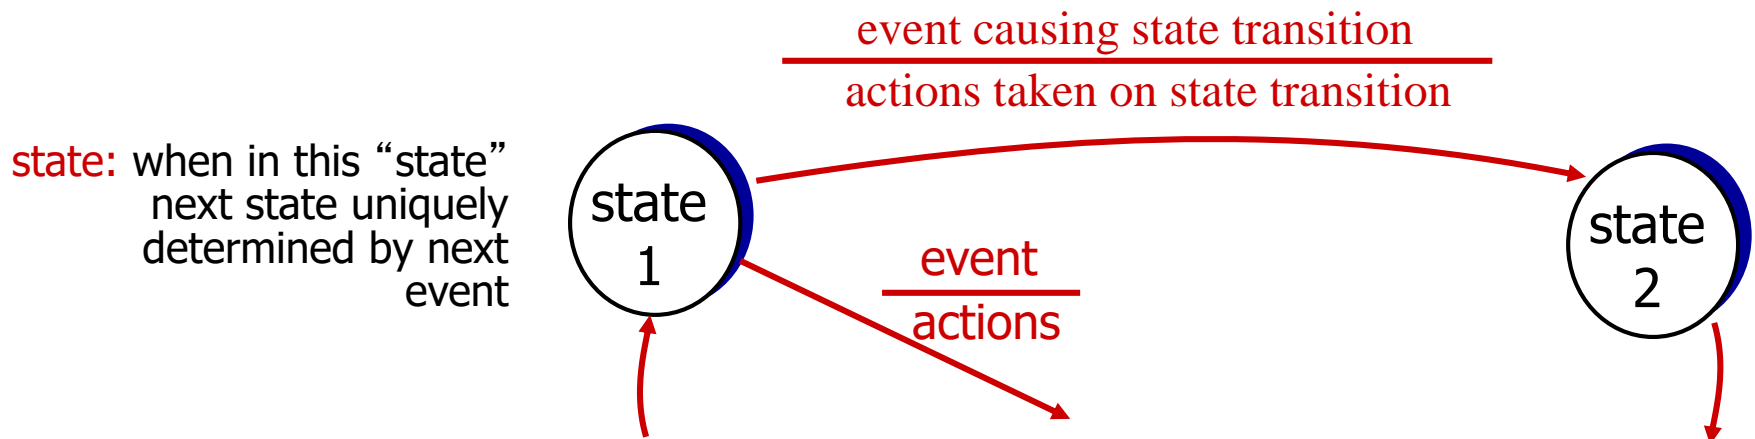 event causing state transition
actions taken on state transition
state: when in this “state”
next state uniquely
determined by next
event
state
1
event
actions
state
2